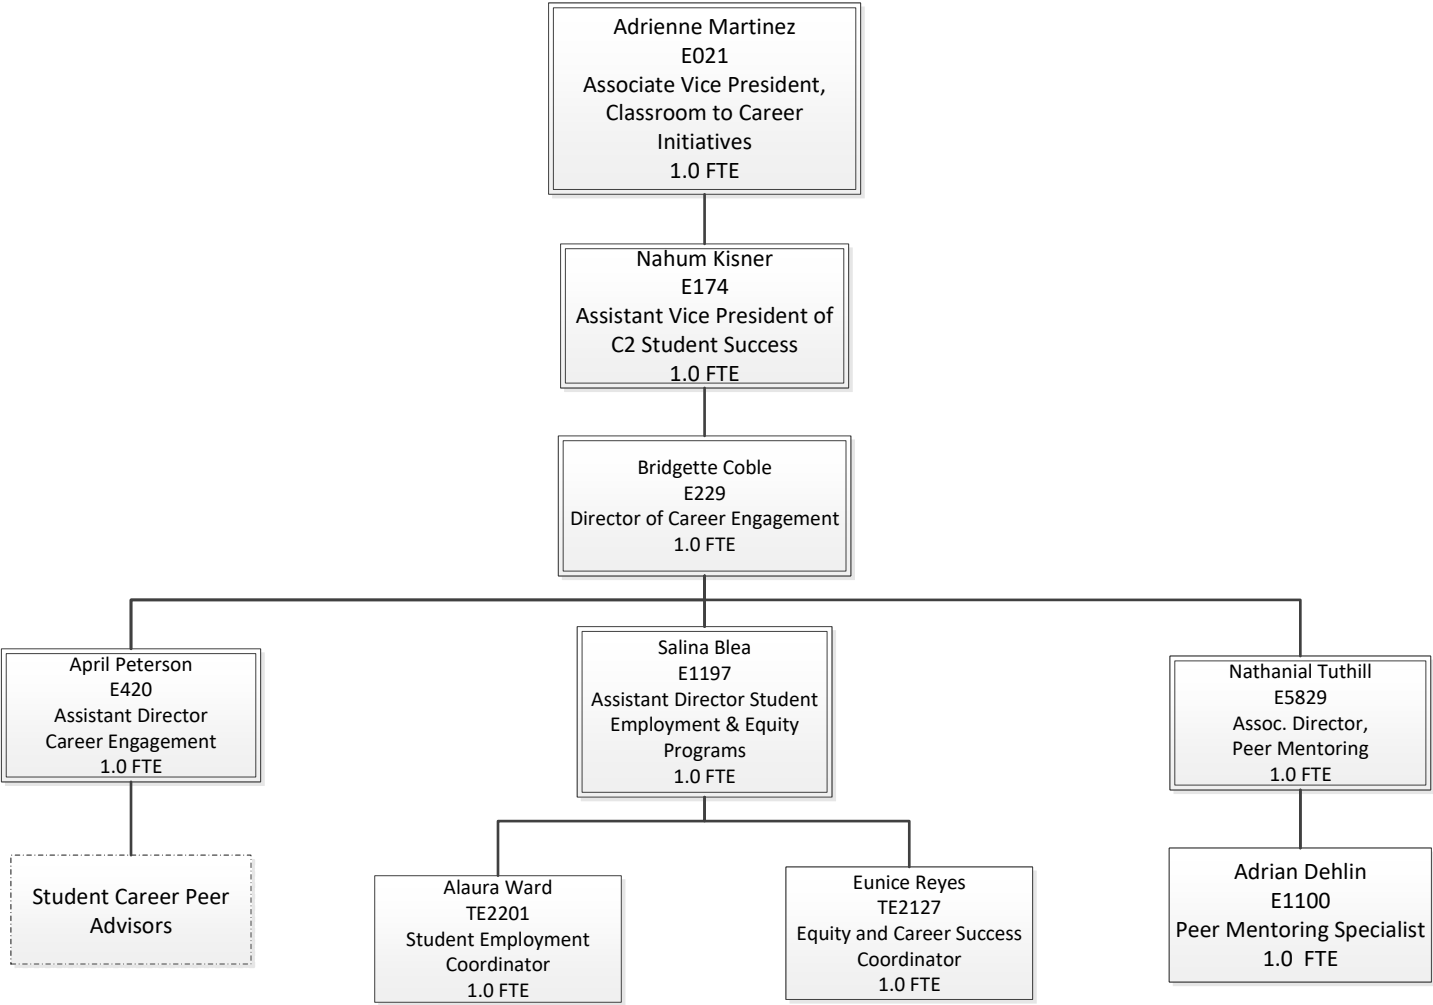 Adrienne Martinez
E021
Associate Vice President,
Classroom to Career
Initiatives
1.0 FTE
Nahum Kisner
E174
Assistant Vice President of
C2 Student Success
1.0 FTE
Bridgette Coble
E229
Director of Career Engagement
1.0 FTE
April Peterson
E420
Assistant Director
Career Engagement
1.0 FTE
Salina Blea
E1197
Assistant Director Student
Employment & Equity
Programs
1.0 FTE
Nathanial Tuthill
E5829
Assoc. Director,
Peer Mentoring
1.0 FTE
Student Career Peer
Advisors
Alaura Ward
TE2201
Student Employment
Coordinator
1.0 FTE
Eunice Reyes
TE2127
Equity and Career Success
Coordinator
1.0 FTE
Adrian Dehlin
E1100
Peer Mentoring Specialist
1.0  FTE